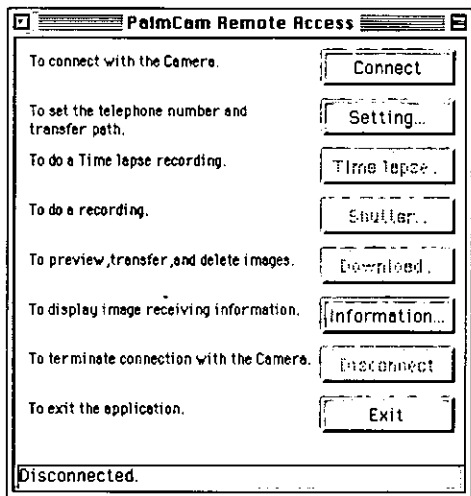 PalmCam Remote Access
To connect with the Camera.
Connect
To set the telephone number and
transfer path.
Setting...
To do a Time lapse recording.
Time lapse..
To do a recording.
Shutter..
To preview,transfer,and delete images.
Download..
To display image receiving information.
Information...
To terminate connection with the Camera.
Disconnect
To exit the application.
Exit
Disconnected.